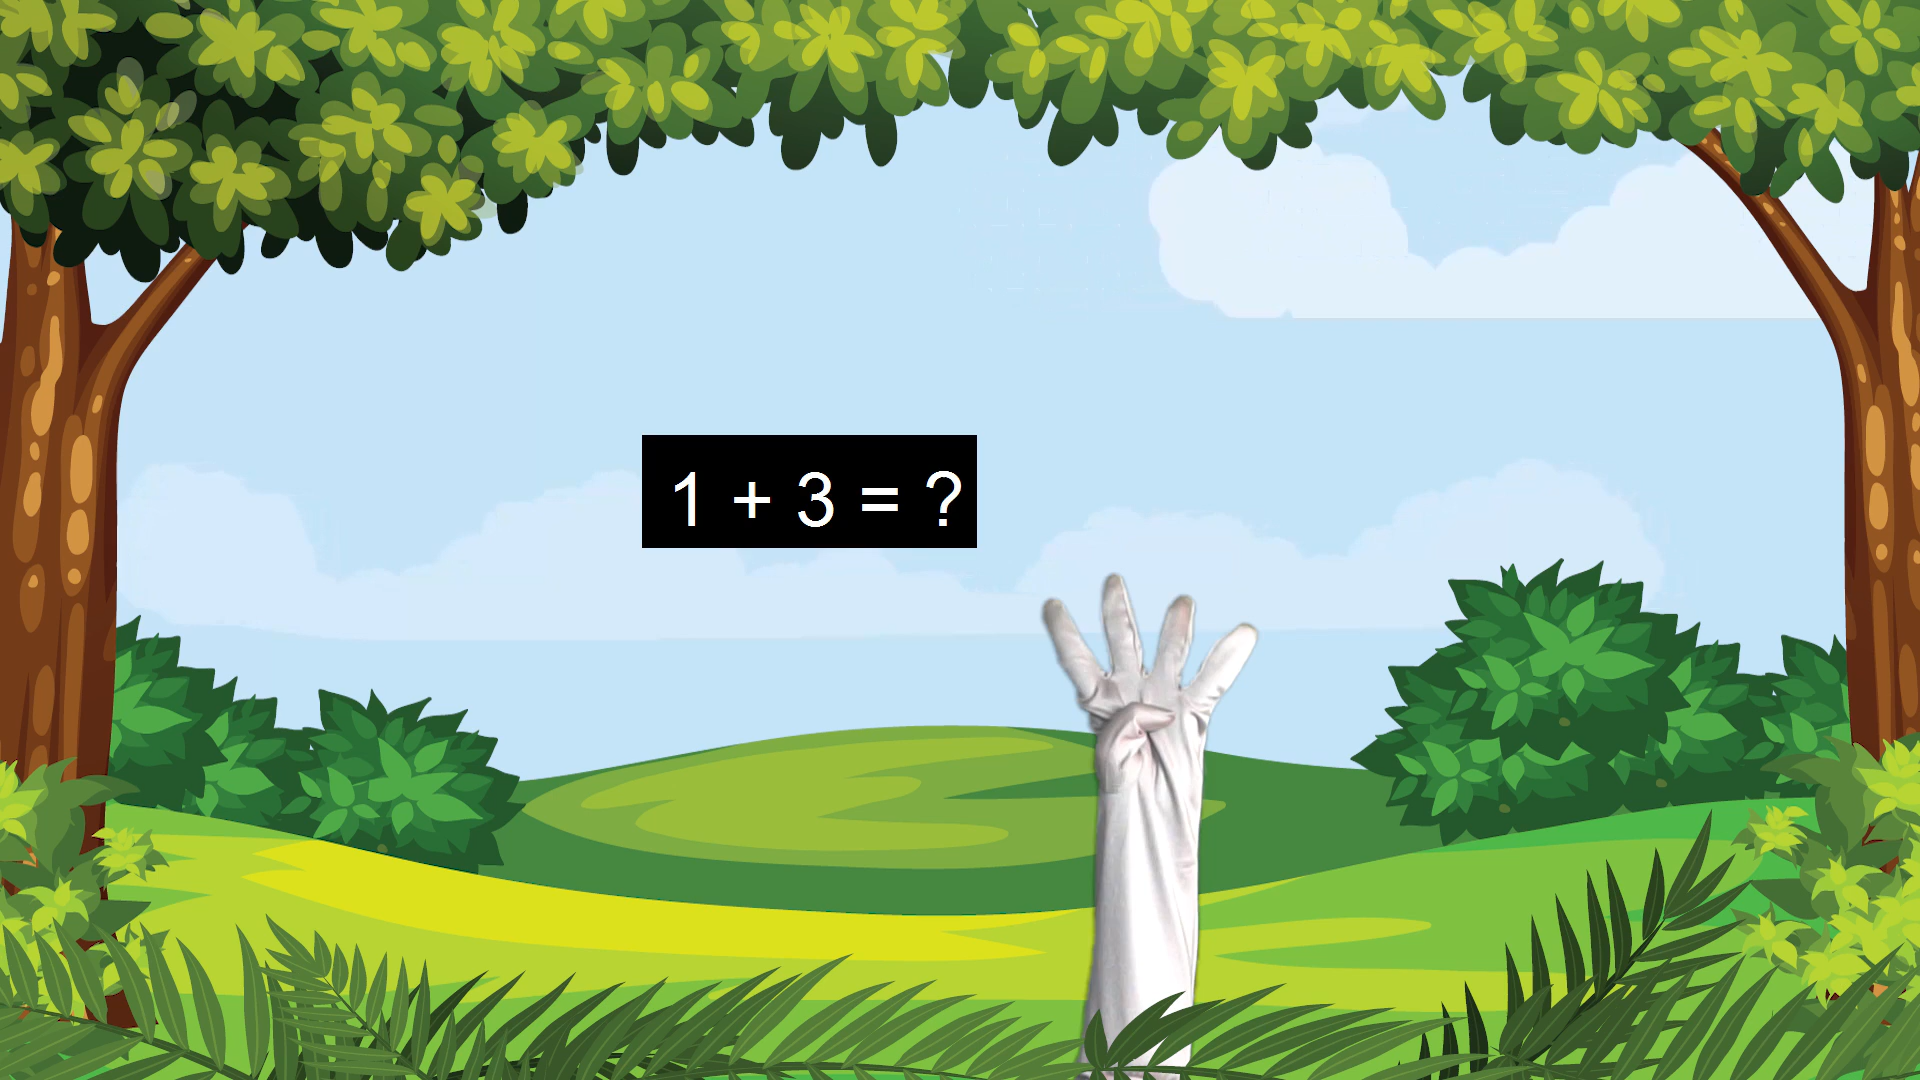 1 + 3 = ?